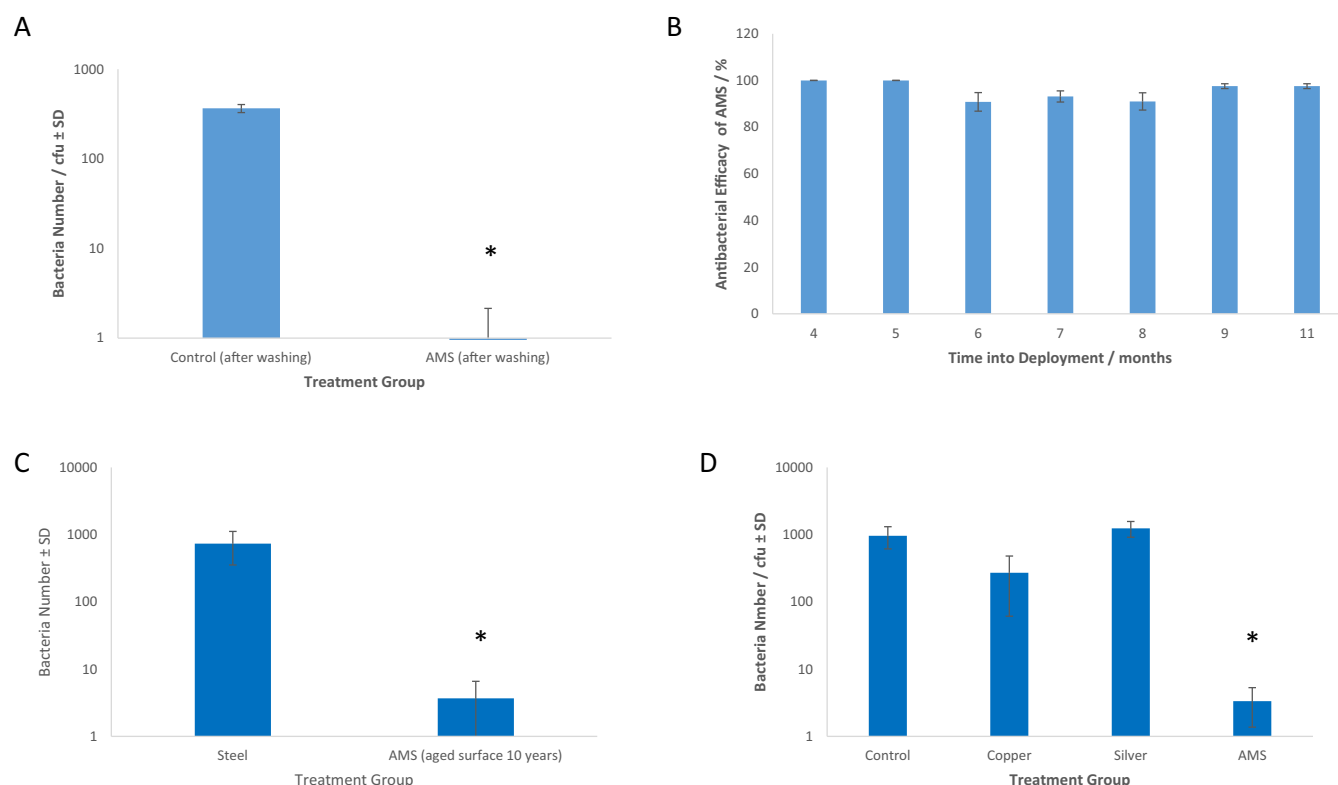 A
Bacteria Number / cfu ± SD
1000
100
10
1
*
Control (after washing)
AMS (after washing)
Treatment Group
B
Antibacterial Efficacy of AMS / %
120
100
80
60
40
20
0
4
5
6
7
8
9
11
Time into Deployment / months
C
Bacteria Number ± SD
10000
1000
100
10
1
*
Steel
AMS (aged surface 10 years)
Treatment Group
D
Bacteria Nmber / cfu ± SD
10000
1000
100
10
1
*
Control
Copper
Silver
AMS
Treatment Group